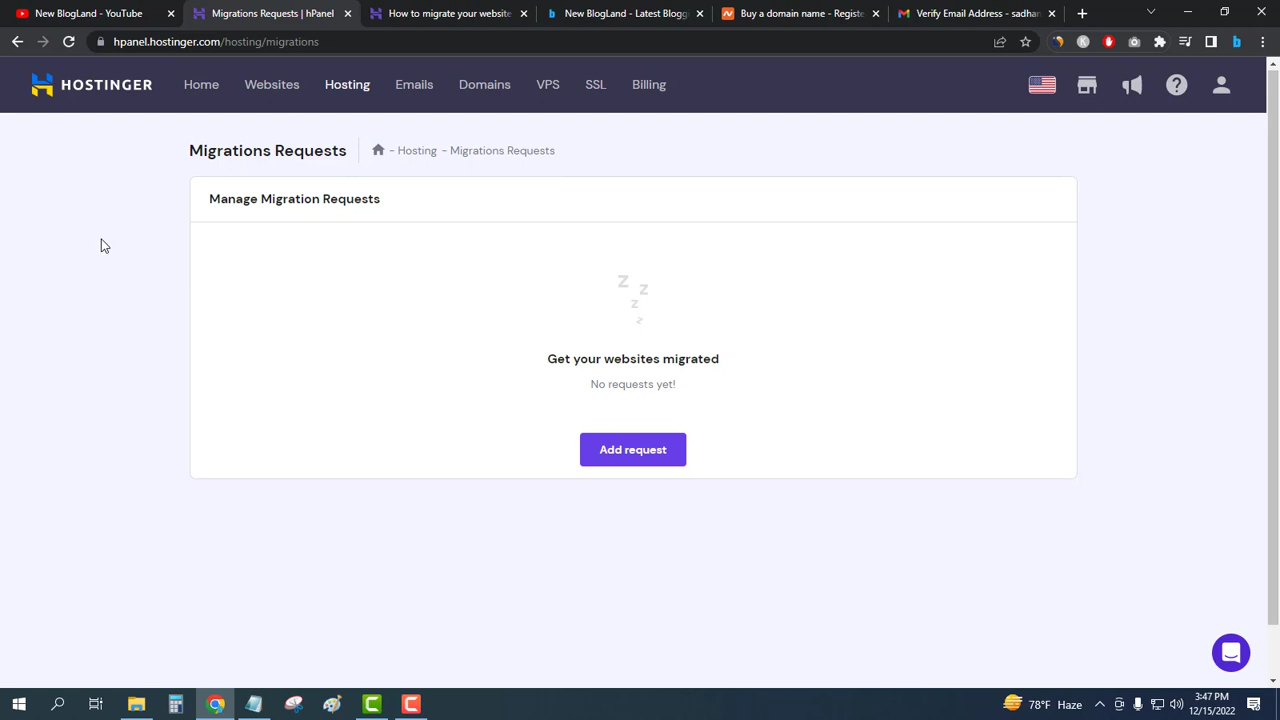 New BlogLand - YouTube
Migrations Requests | hPanel
How to migrate your website
New BlogLand - Latest Blogg
Buy a domain name - Registe
Verify Email Address - sadhan
hpanel.hostinger.com/hosting/migrations
HOSTINGER
Home
Websites
Hosting
Emails
Domains
VPS
SSL
Billing
Migrations Requests
- Hosting - Migrations Requests
Manage Migration Requests
z
z
z
z
Get your websites migrated
No requests yet!
Add request
78°F Haze
3:47 PM
12/15/2022